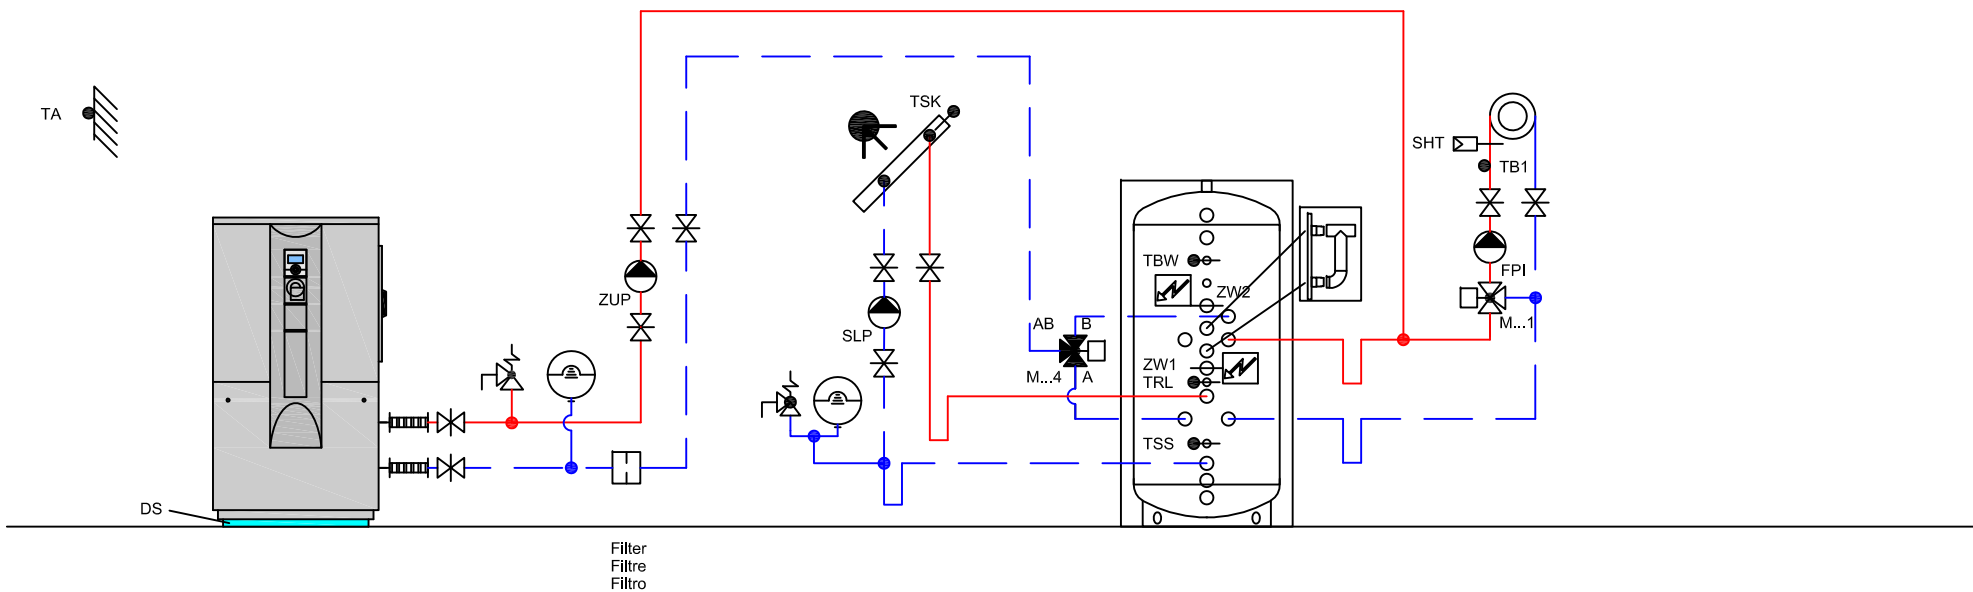 TA
TSK
SHT
TB1
TBW
FPI
ZW2
ZUP
AB B
M...1
SLP
ZW1
M...4 A
TRL
TSS
DS
Filter
Filtre
Filtro